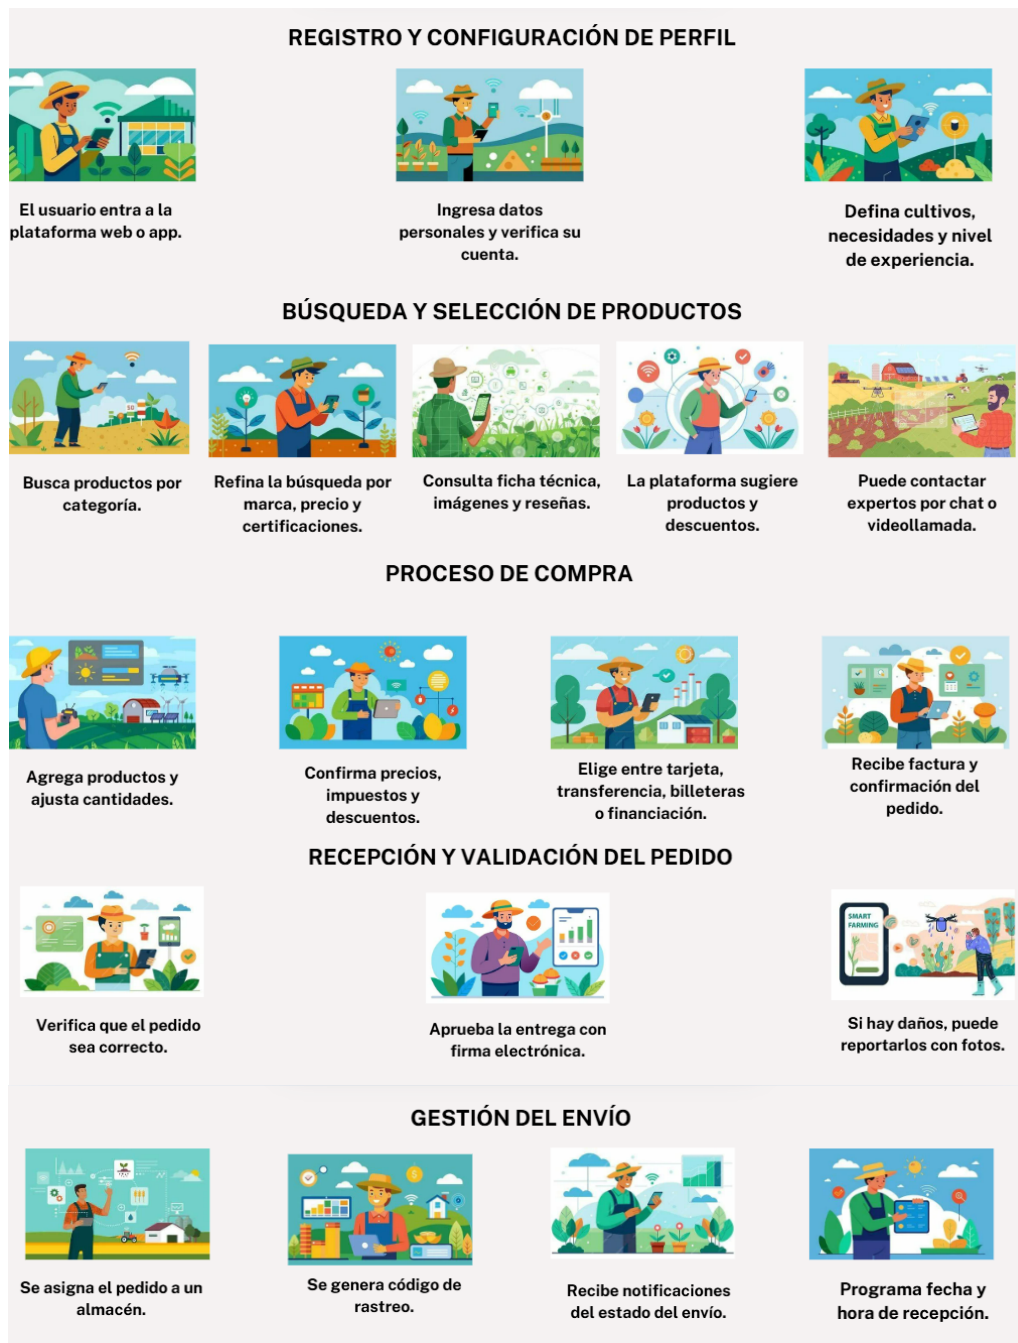 REGISTRO Y CONFIGURACIÓN DE PERFIL
El usuario entra a la
plataforma web o app.
Ingresa datos
personales y verifica su
cuenta.
Defina cultivos,
necesidades y nivel
de experiencia.
BÚSQUEDA Y SELECCIÓN DE PRODUCTOS
Busca productos por
categoría.
Refina la búsqueda por
marca, precio y
certificaciones.
Consulta ficha técnica,
imágenes y reseñas.
La plataforma sugiere
productos y
descuentos.
Puede contactar
expertos por chat o
videollamada.
PROCESO DE COMPRA
Agrega productos y
ajusta cantidades.
Confirma precios,
impuestos y
descuentos.
Elige entre tarjeta,
transferencia, billeteras
o financiación.
Recibe factura y
confirmación del
pedido.
RECEPCIÓN Y VALIDACIÓN DEL PEDIDO
SMART
FARMING
Verifica que el pedido
sea correcto.
Aprueba la entrega con
firma electrónica.
Si hay daños, puede
reportarlos con fotos.
GESTIÓN DEL ENVÍO
Se asigna el pedido a un
almacén.
Se genera código de
rastreo.
Recibe notificaciones
del estado del envío.
Programa fecha y
hora de recepción.